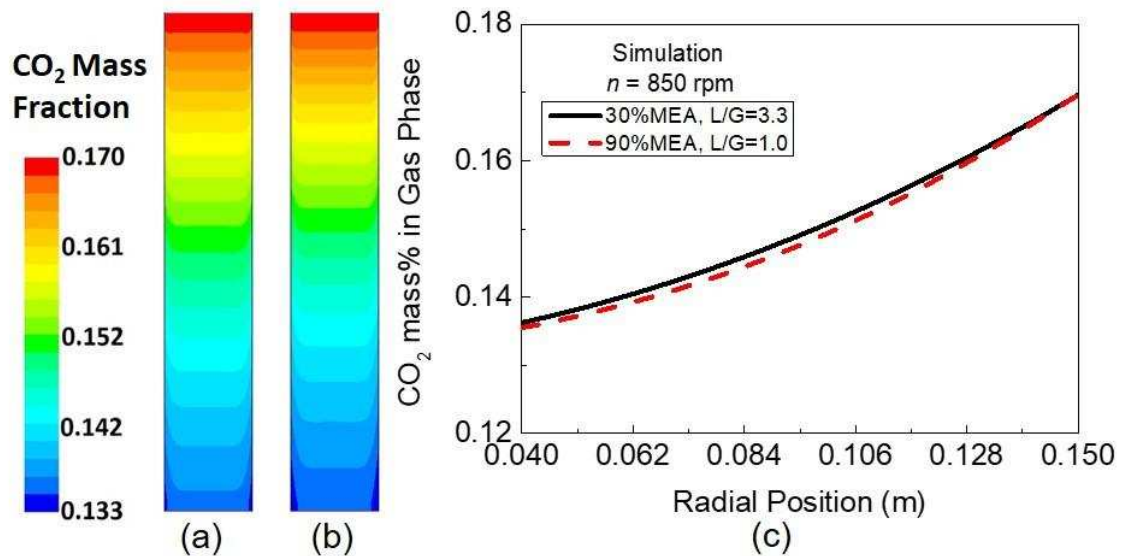 CO₂ Mass
Fraction
0.170
0.161
0.152
0.142
0.133
(a)
(b)
CO₂ mass% in Gas Phase
0.18
0.16
0.14
0.12
Simulation
n = 850 rpm
30%MEA, L/G=3.3
90%MEA, L/G=1.0
0.040 0.062 0.084 0.106 0.128 0.150
Radial Position (m)
(c)